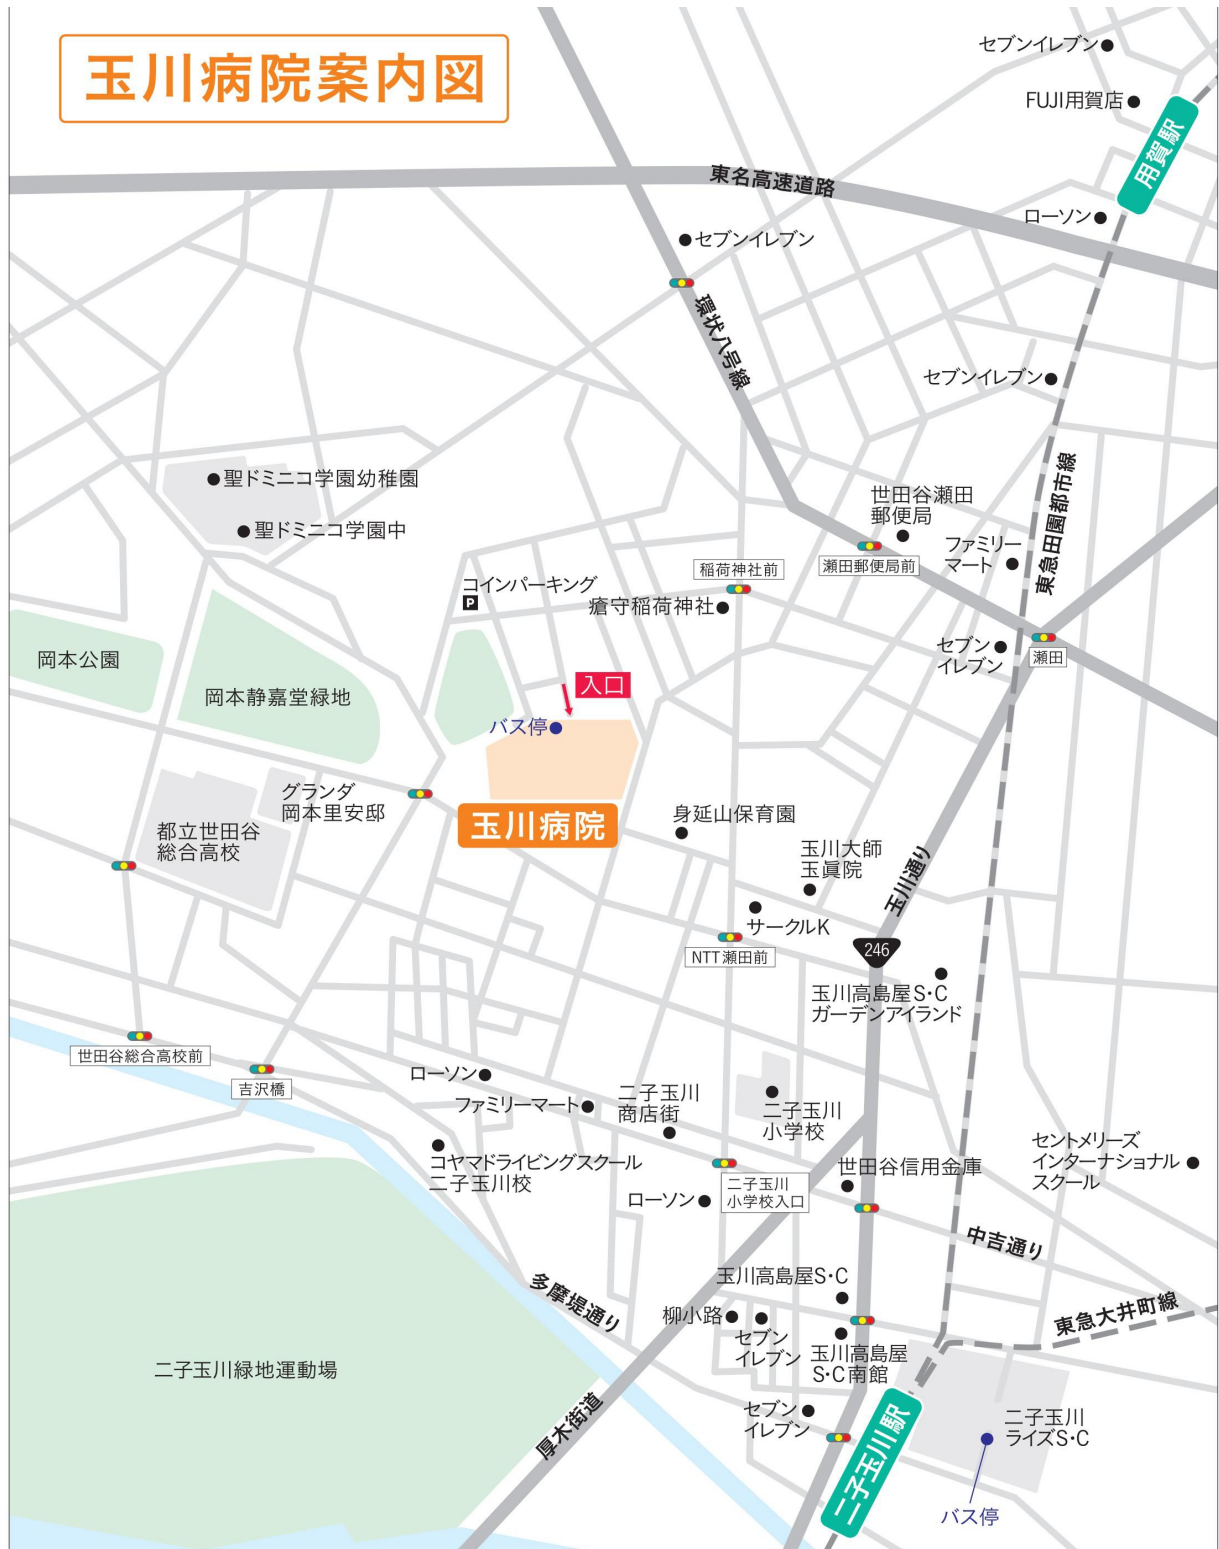 玉川病院案内図
セブンイレブン
FUJI用賀店
用賀駅
東名高速道路
ローソン
セブンイレブン
環状八号線
セブンイレブン
東急田園都市線
聖ドミニコ学園幼稚園
聖ドミニコ学園中
世田谷瀬田
郵便局
ファミリー
マート
稲荷神社前
瀬田郵便局前
コインパーキング
P
瘡守稲荷神社
セブン
イレブン
瀬田
岡本公園
岡本静嘉堂緑地
入口
バス停
グランダ
岡本里安邸
玉川病院
都立世田谷
総合高校
身延山保育園
玉川大師
玉眞院
玉川通り
サークルK
NTT瀬田前
246
玉川高島屋S・C
ガーデンアイランド
世田谷総合高校前
吉沢橋
ローソン
ファミリーマート
二子玉川
商店街
二子玉川
小学校
コヤマドライビングスクール
二子玉川校
セントメリーズ
インターナショナル
スクール
世田谷信用金庫
二子玉川
小学校入口
ローソン
中吉通り
多摩堤通り
玉川高島屋S・C
柳小路
セブン
イレブン
玉川高島屋
S・C南館
東急大井町線
二子玉川緑地運動場
厚木街道
セブン
イレブン
二子玉川駅
二子玉川
ライズS・C
バス停